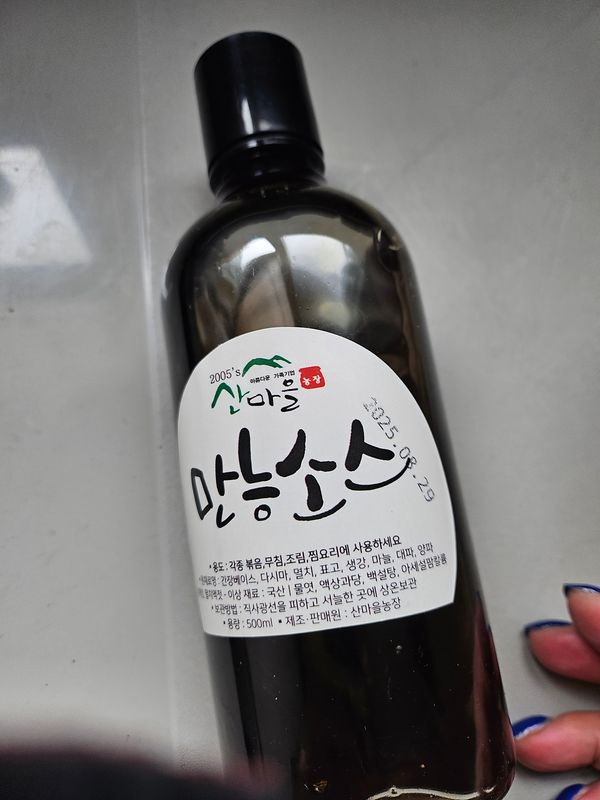 2005's
아름다운 가족기업
산마을
농장
만능소스
2025.08.29
* 용도 : 각종 볶음,무침,조림,찜요리에 사용하세요
간장베이스, 다시마, 멸치, 표고, 생강, 마늘, 대파, 양파
이상 재료 : 국산 | 물엿, 액상과당, 백설탕, 아세설팜칼륨
* 보관방법 : 직사광선을 피하고 서늘한 곳에 상온보관
* 용량 : 500ml * 제조·판매원 : 산마을농장